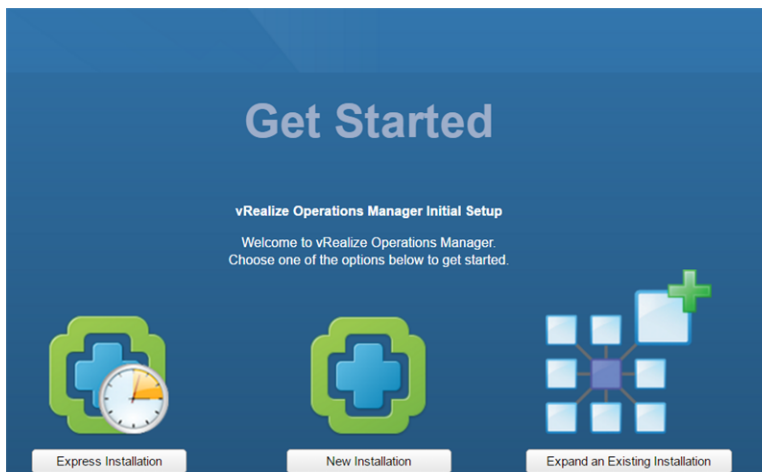 Get Started
vRealize Operations Manager Initial Setup
Welcome to vRealize Operations Manager.
Choose one of the options below to get started.
Express Installation
New Installation
Expand an Existing Installation